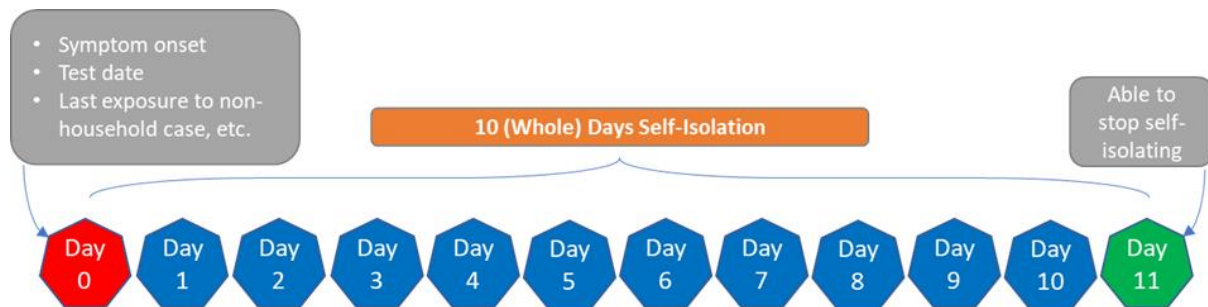 • Symptom onset
• Test date
• Last exposure to non-
household case, etc.
10 (Whole) Days Self-Isolation
Able to
stop self-
isolating
Day
0
Day
1
Day
2
Day
3
Day
4
Day
5
Day
6
Day
7
Day
8
Day
9
Day
10
Day
11